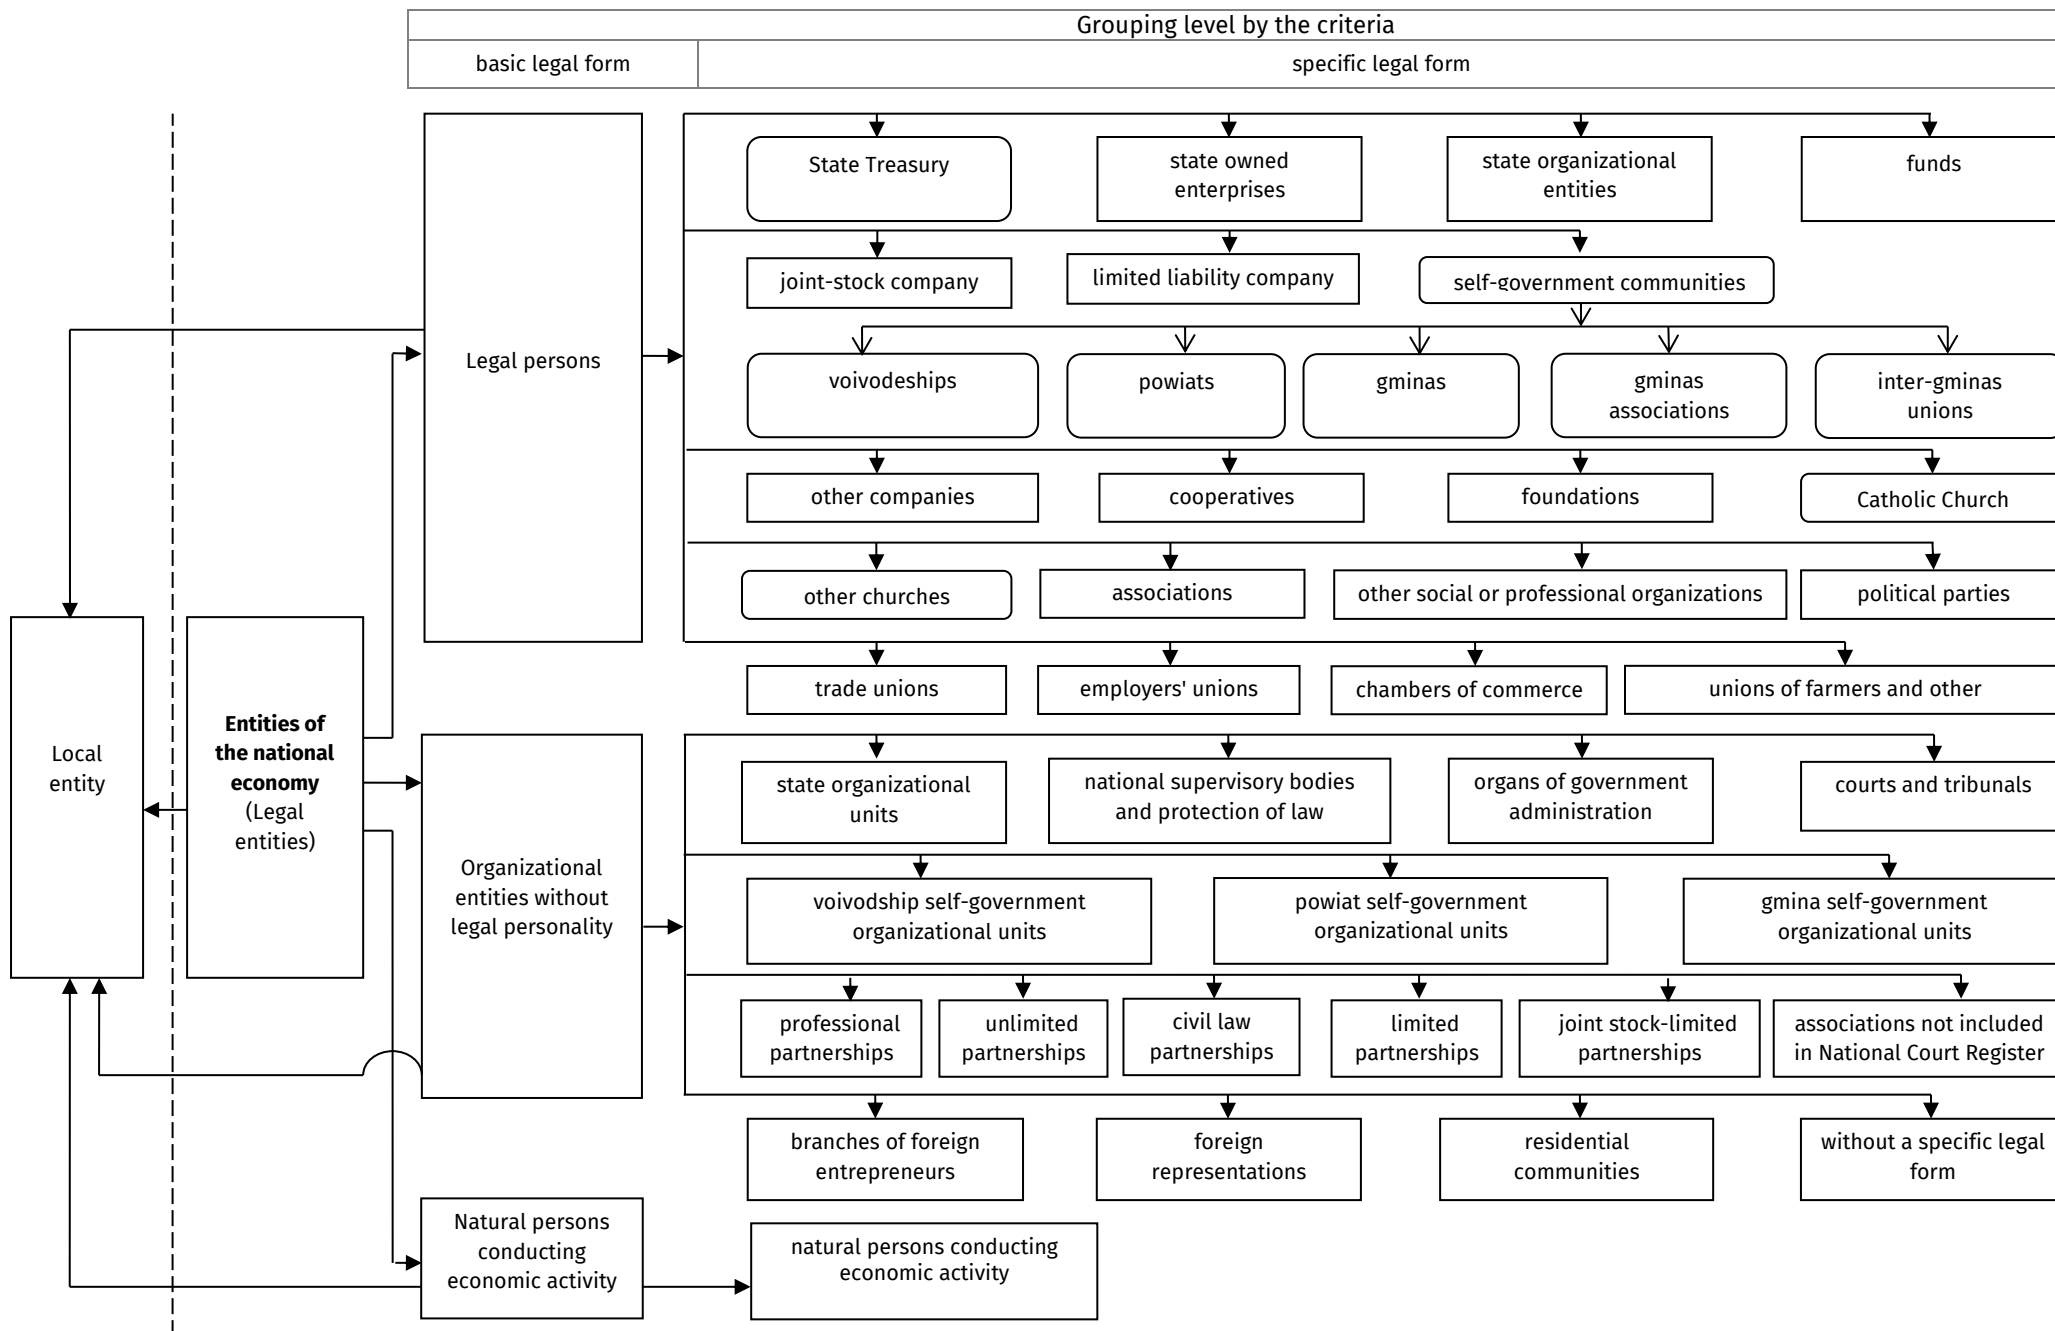 Grouping level by the criteria
basic legal form
specific legal form
State Treasury
state owned
enterprises
state organizational
entities
funds
joint-stock company
limited liability company
self-government communities
Legal persons
voivodeships
powiats
gminas
gminas
associations
inter-gminas
unions
other companies
cooperatives
foundations
Catholic Church
other churches
associations
other social or professional organizations
political parties
trade unions
employers' unions
chambers of commerce
unions of farmers and other
Local
entity
Entities of
the national
economy
(Legal
entities)
Organizational
entities without
legal personality
state organizational
units
national supervisory bodies
and protection of law
organs of government
administration
courts and tribunals
voivodship self-government
organizational units
powiat self-government
organizational units
gmina self-government
organizational units
professional
partnerships
unlimited
partnerships
civil law
partnerships
limited
partnerships
joint stock-limited
partnerships
associations not included
in National Court Register
branches of foreign
entrepreneurs
foreign
representations
residential
communities
without a specific legal
form
Natural persons
conducting
economic activity
natural persons conducting
economic activity